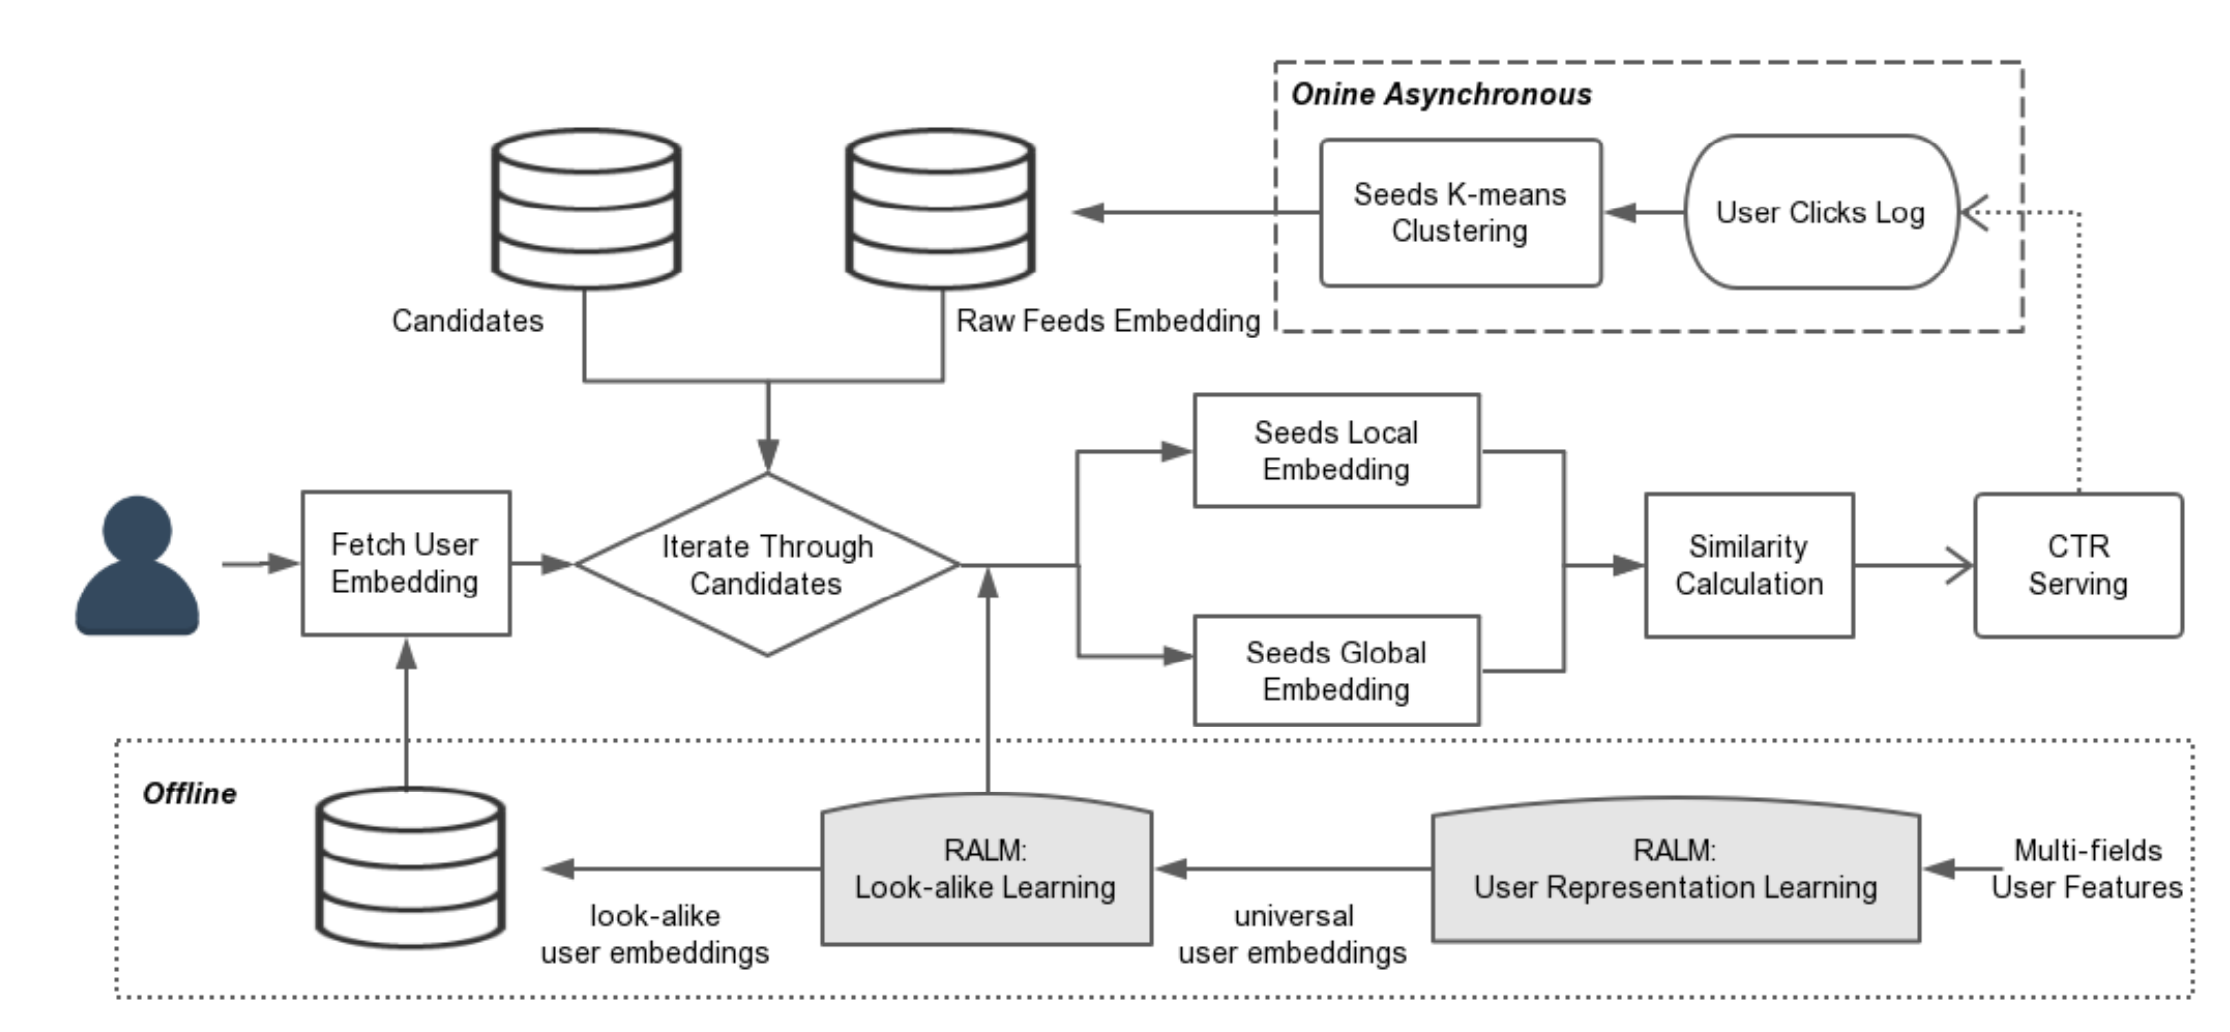 Onine Asynchronous
Seeds K-means
Clustering
User Clicks Log
Candidates
Raw Feeds Embedding
Seeds Local
Embedding
Fetch User
Embedding
Iterate Through
Candidates
Similarity
Calculation
CTR
Serving
Seeds Global
Embedding
Offline
RALM:
Look-alike Learning
RALM:
User Representation Learning
Multi-fields
User Features
look-alike
user embeddings
universal
user embeddings